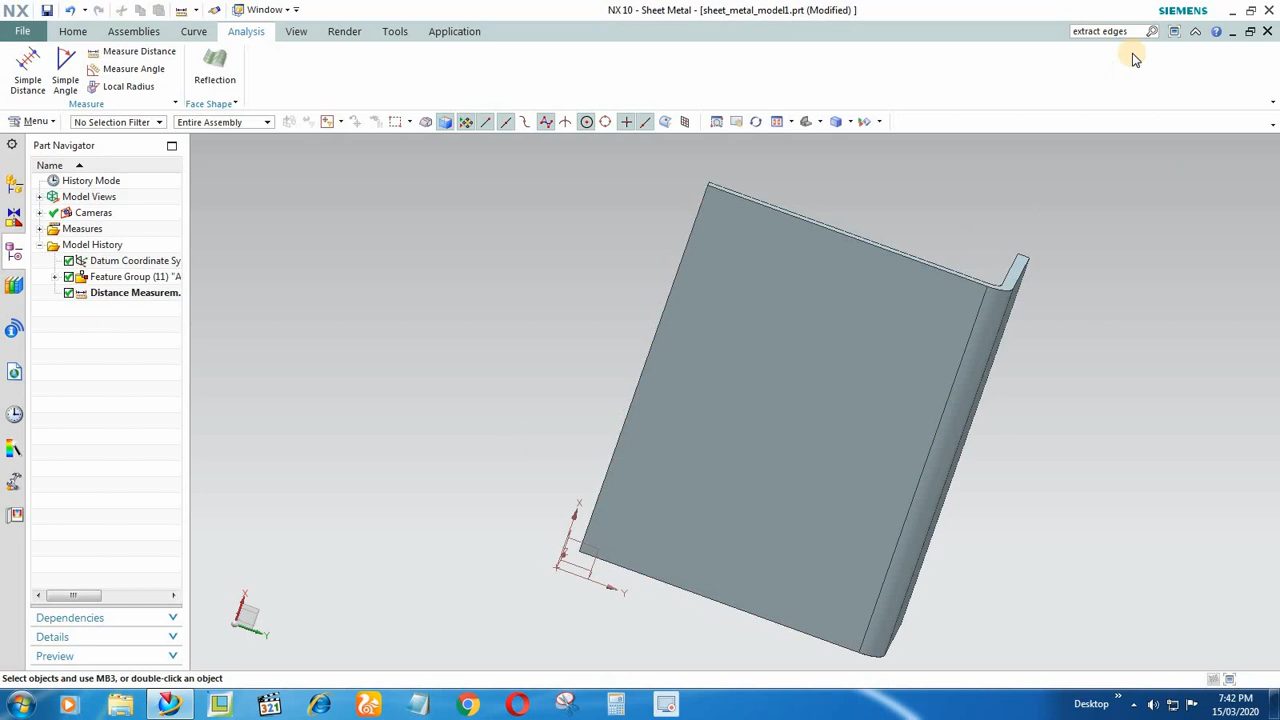 NX
Window
NX 10 - Sheet Metal - [sheet_metal_model1.prt (Modified) ]
SIEMENS
File
Home
Assemblies
Curve
Analysis
View
Render
Tools
Application
extract edges
Simple Distance
Simple Angle
Measure Distance
Measure Angle
Local Radius
Reflection
Measure
Face Shape
Menu
No Selection Filter
Entire Assembly
Part Navigator
Name
History Mode
Model Views
Cameras
Measures
Model History
Datum Coordinate Sy
Feature Group (11) "A
Distance Measurem.
X
Y
X
Y
Dependencies
Details
Preview
Select objects and use MB3, or double-click an object
321
Desktop
7:42 PM
15/03/2020